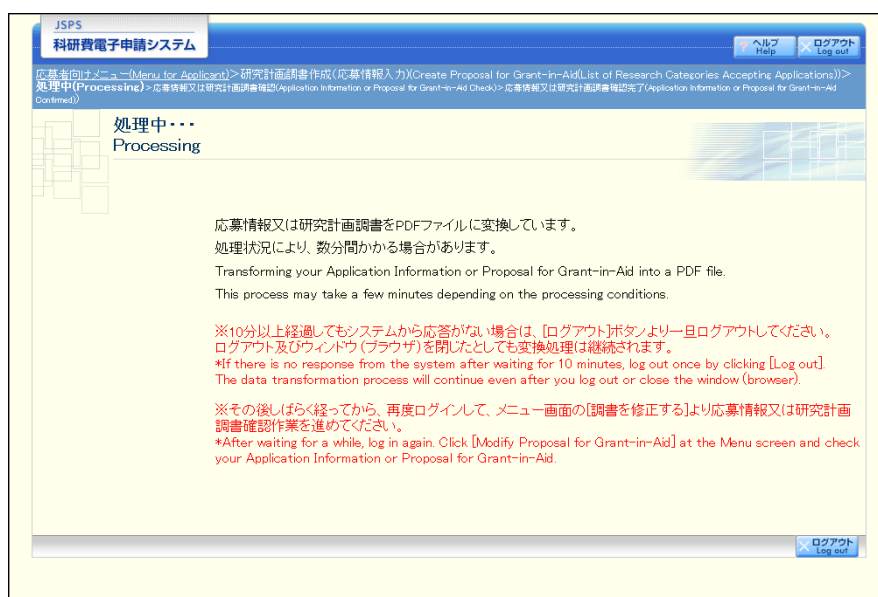 JSPS
科研費電子申請システム
ヘルプ
Help
ログアウト
Log out
応募者向けメニュー(Menu for Applicant)>研究計画調書作成(応募情報入力)(Create Proposal for Grant-in-Aid(List of Research Categories Accepting Applications))>
処理中(Processing)>応募情報又は研究計画調書確認(Application Information or Proposal for Grant-in-Aid Check)>応募情報又は研究計画調書確認完了(Application Information or Proposal for Grant-in-Aid
Confirmed))
処理中・・・
Processing
応募情報又は研究計画調書をPDFファイルに変換しています。
処理状況により、数分間かかる場合があります。
Transforming your Application Information or Proposal for Grant-in-Aid into a PDF file.
This process may take a few minutes depending on the processing conditions.
※10分以上経過してもシステムから応答がない場合は、[ログアウト]ボタンより一旦ログアウトしてください。
ログアウト及びウィンドウ(ブラウザ)を閉じたとしても変換処理は継続されます。
*If there is no response from the system after waiting for 10 minutes, log out once by clicking [Log out].
The data transformation process will continue even after you log out or close the window (browser).
※その後しばらく経ってから、再度ログインして、メニュー画面の[調書を修正する]より応募情報又は研究計画
調書確認作業を進めてください。
*After waiting for a while, log in again. Click [Modify Proposal for Grant-in-Aid] at the Menu screen and check
your Application Information or Proposal for Grant-in-Aid.
ログアウト
Log out